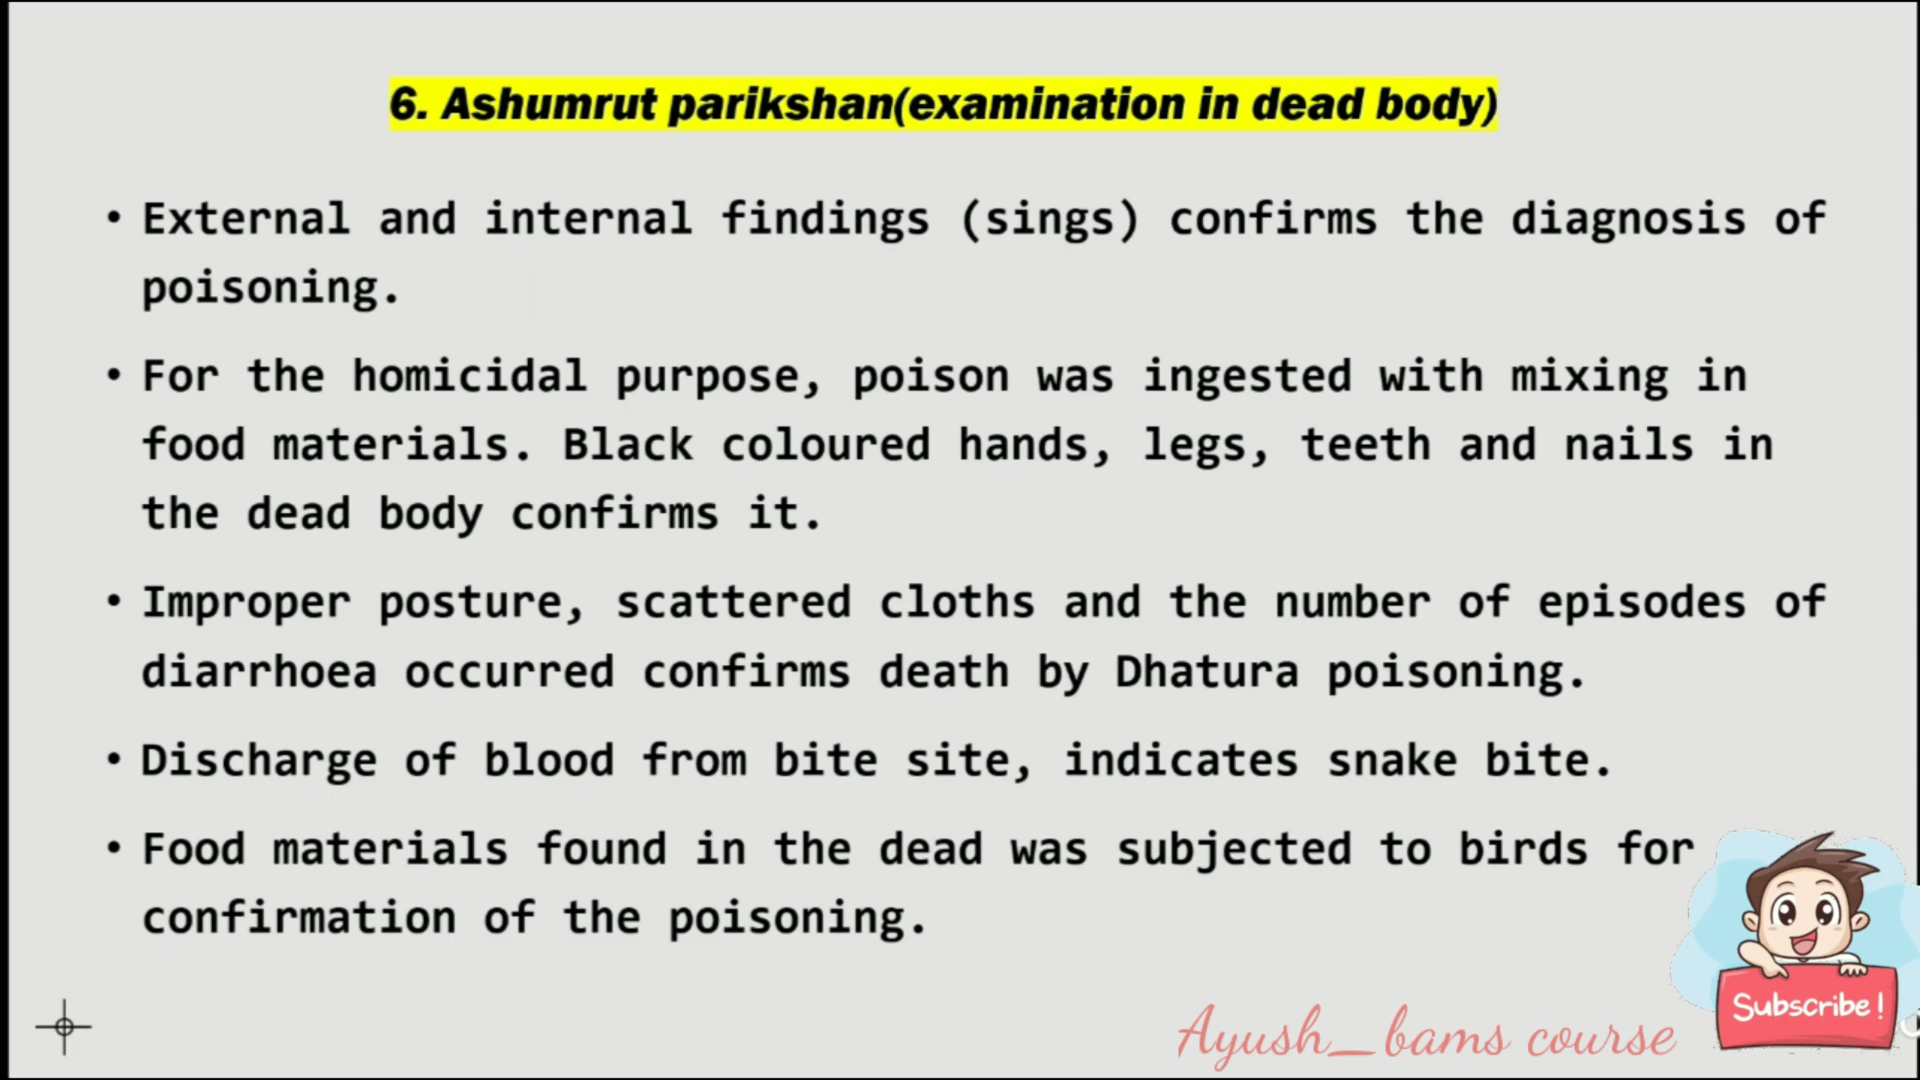 6. Ashumrut parikshan(examination in dead body)
• External and internal findings (sings) confirms the diagnosis of
poisoning.
• For the homicidal purpose, poison was ingested with mixing in
food materials. Black coloured hands, legs, teeth and nails in
the dead body confirms it.
• Improper posture, scattered cloths and the number of episodes of
diarrhoea occurred confirms death by Dhatura poisoning.
• Discharge of blood from bite site, indicates snake bite.
• Food materials found in the dead was subjected to birds for
confirmation of the poisoning.
Subscribe!
Ayush_bams course